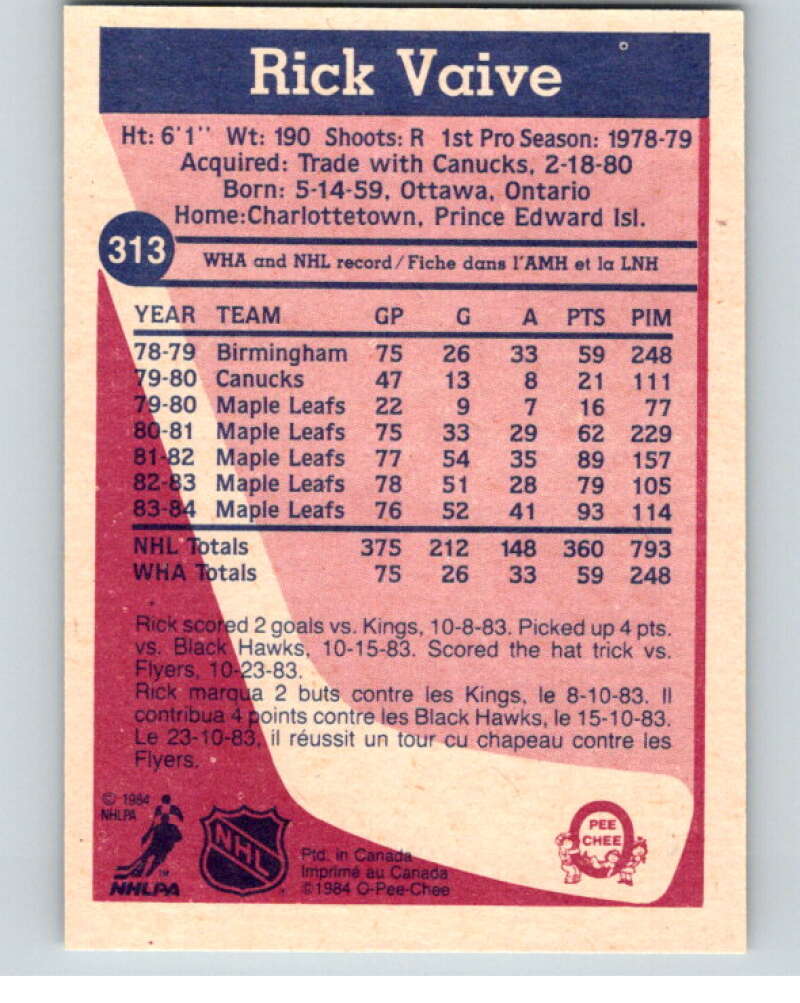 Rick Vaive
Ht: 6'1" Wt: 190 Shoots: R 1st Pro Season: 1978-79
Acquired: Trade with Canucks, 2-18-80
Born: 5-14-59, Ottawa, Ontario
Home:Charlottetown, Prince Edward Isl.
313
WHA and NHL record/Fiche dans l'AMH et la LNH
YEAR TEAM GP G A PTS PIM
78-79 Birmingham 75 26 33 59 248
79-80 Canucks 47 13 8 21 111
79-80 Maple Leafs 22 9 7 16 77
80-81 Maple Leafs 75 33 29 62 229
81-82 Maple Leafs 77 54 35 89 157
82-83 Maple Leafs 78 51 28 79 105
83-84 Maple Leafs 76 52 41 93 114
NHL Totals 375 212 148 360 793
WHA Totals 75 26 33 59 248
Rick scored 2 goals vs. Kings, 10-8-83. Picked up 4 pts.
vs. Black Hawks, 10-15-83. Scored the hat trick vs.
Flyers, 10-23-83.
Rick marqua 2 buts contre les Kings, le 8-10-83. Il
contribua 4 points contre les Black Hawks, le 15-10-83.
Le 23-10-83, il réussit un tour cu chapeau contre les
Flyers.
© 1984
NHLPA
TM
NHLPA
NHL
Ptd. in Canada
Imprimé au Canada
©1984 O-Pee-Chee
PEE
CHEE